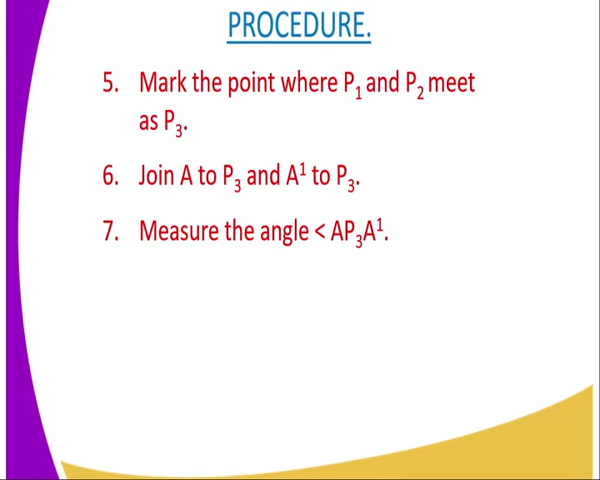 PROCEDURE.
5. Mark the point where P₁ and P₂ meet
as P₃.
6. Join A to P₃ and A¹ to P₃.
7. Measure the angle < AP₃A¹.